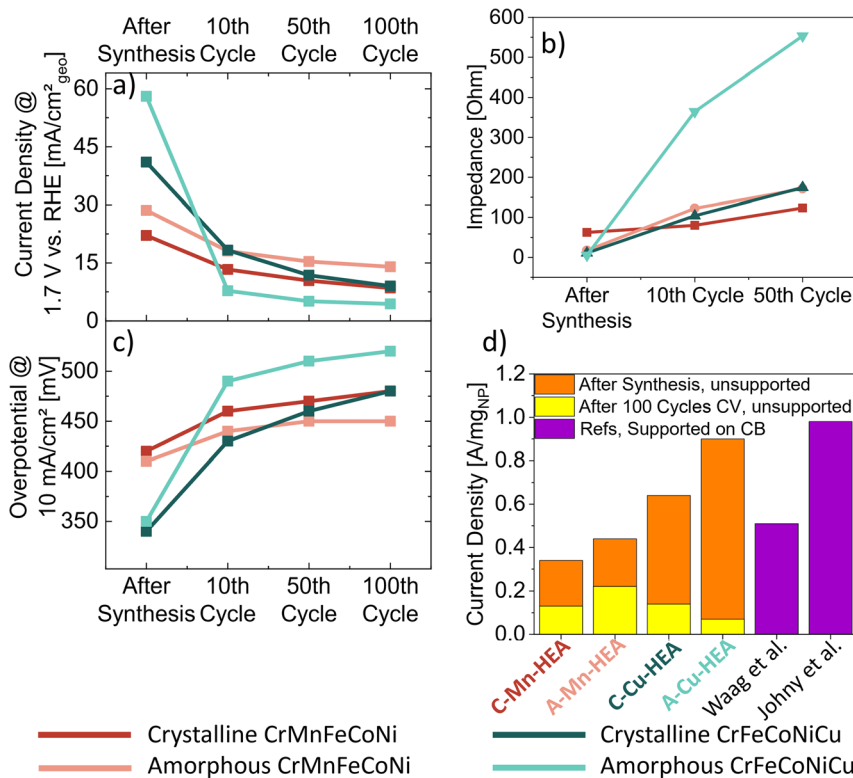 After Synthesis
10th Cycle
50th Cycle
100th Cycle
a)
Current Density @
1.7 V vs. RHE [mA/cm²geo]
60
45
30
15
0
b)
Impedance [Ohm]
600
500
400
300
200
100
0
After Synthesis
10th Cycle
50th Cycle
c)
Overpotential @
10 mA/cm² [mV]
500
450
400
350
After Synthesis
10th Cycle
50th Cycle
100th Cycle
d)
Current Density [A/mgNP]
1.2
1.0
0.8
0.6
0.4
0.2
0.0
After Synthesis, unsupported
After 100 Cycles CV, unsupported
Refs, Supported on CB
C-Mn-HEA
A-Mn-HEA
C-Cu-HEA
A-Cu-HEA
Waag et al.
Johny et al.
Crystalline CrMnFeCoNi
Amorphous CrMnFeCoNi
Crystalline CrFeCoNiCu
Amorphous CrFeCoNiCu